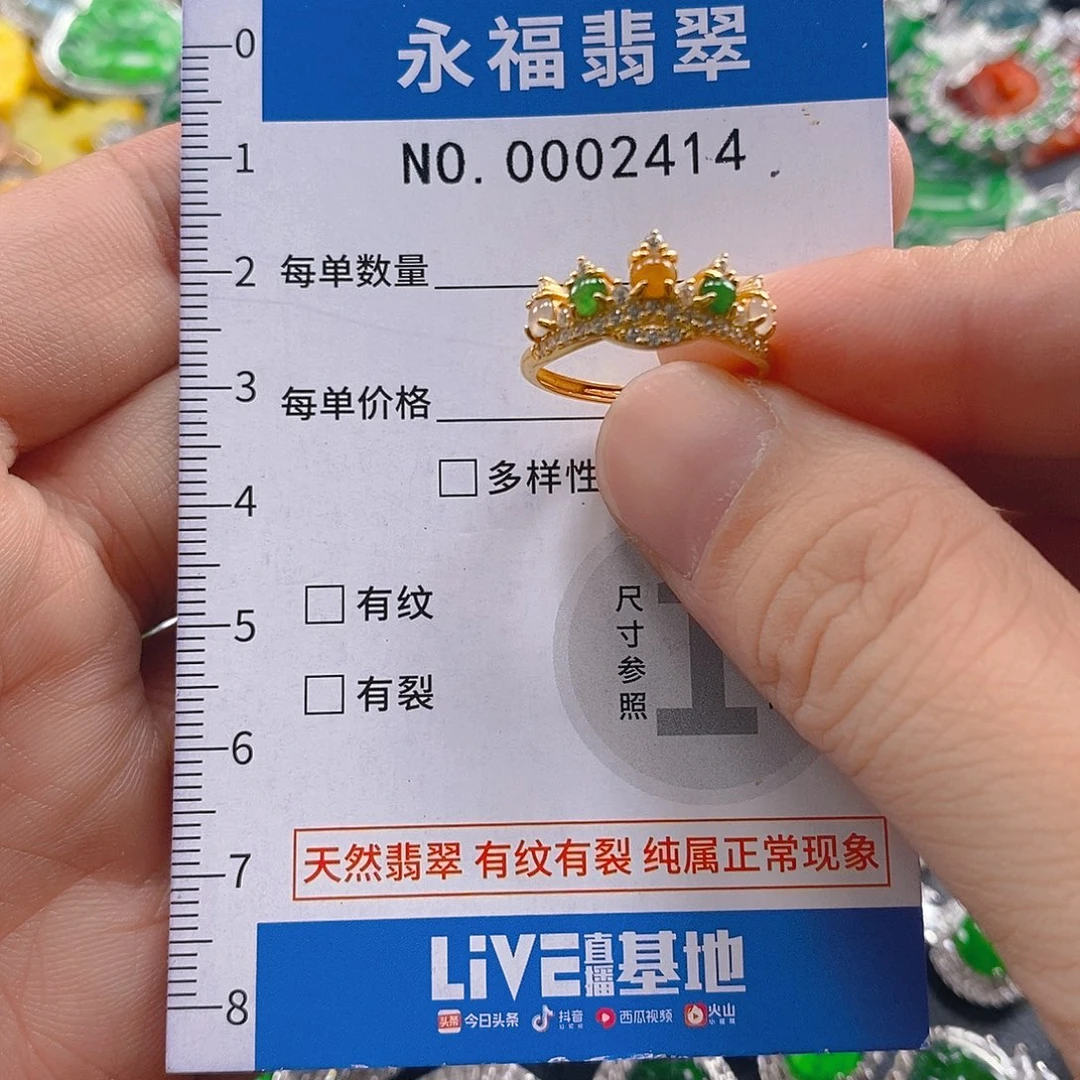 永福翡翠
0
NO. 0002414
1
2
每单数量
3
每单价格
多样性
4
5
有纹
尺寸参照
1
有裂
6
天然翡翠 有纹有裂 纯属正常现象
7
LiVE直播基地
8
头条 今日头条 抖音 西瓜视频 火山